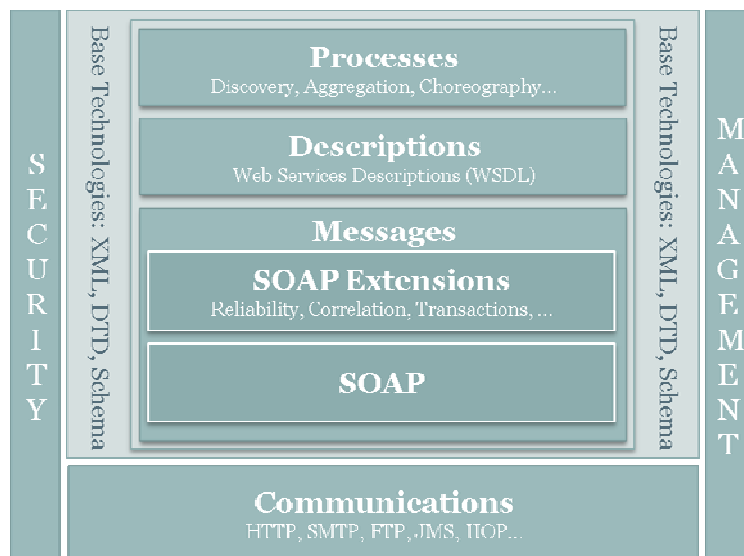 SECURITY
Base Technologies: XML, DTD, Schema
Processes
Discovery, Aggregation, Choreography...
Descriptions
Web Services Descriptions (WSDL)
Messages
SOAP Extensions
Reliability, Correlation, Transactions, ...
SOAP
Base Technologies: XML, DTD, Schema
MANAGEMENT
Communications
HTTP, SMTP, FTP, JMS, IIOP...